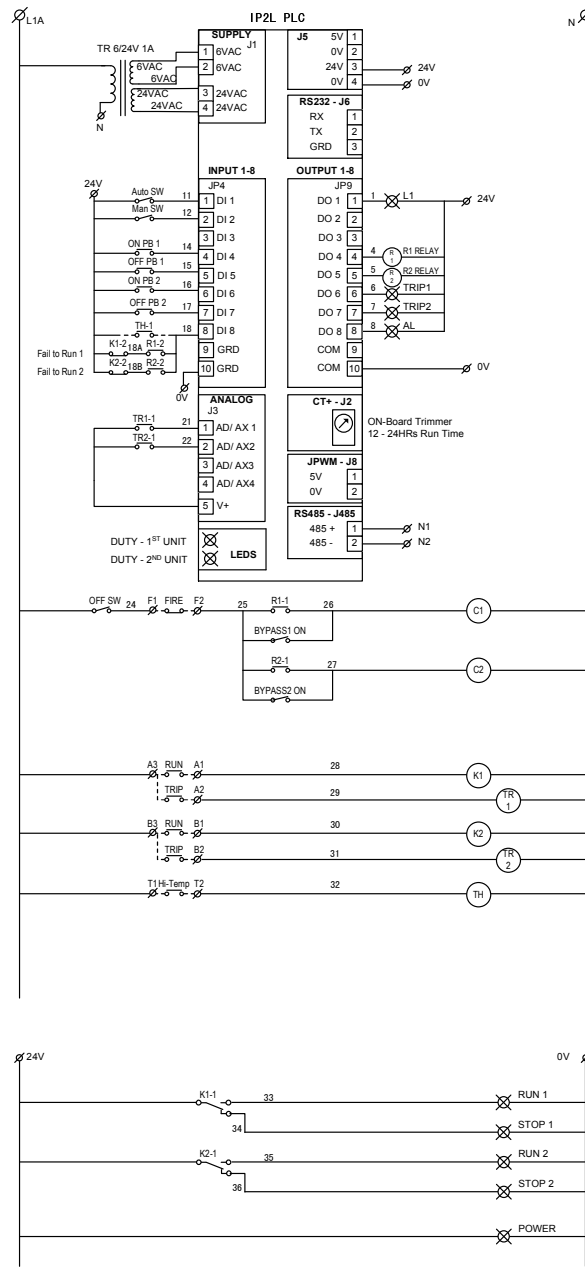 L1A
IP2L PLC
N
SUPPLY
J1
TR 6/24V 1A
6VAC
6VAC
24VAC
24VAC
N
1 6VAC
2 6VAC
3 24VAC
4 24VAC
J5
5V 1
0V 2
24V 3
0V 4
24V
0V
RS232 - J6
RX 1
TX 2
GRD 3
INPUT 1-8
JP4
24V
Auto SW 11 1 DI 1
Man SW 12 2 DI 2
3 DI 3
ON PB 1 14 4 DI 4
OFF PB 1 15 5 DI 5
ON PB 2 16 6 DI 6
OFF PB 2 17 7 DI 7
TH-1 18 8 DI 8
Fail to Run 1 K1-2 18A R1-2 9 GRD
Fail to Run 2 K2-2 18B R2-2 10 GRD
0V
OUTPUT 1-8
JP9
DO 1 1 1 L1 24V
DO 2 2
DO 3 3
DO 4 4 4 R 1 R1 RELAY
DO 5 5 5 R 2 R2 RELAY
DO 6 6 6 TRIP1
DO 7 7 7 TRIP2
DO 8 8 8 AL
COM 9
COM 10 0V
ANALOG
J3
TR1-1 21 1 AD/ AX 1
TR2-1 22 2 AD/ AX2
3 AD/ AX3
4 AD/ AX4
5 V+
CT+ - J2
ON-Board Trimmer
12 - 24HRs Run Time
JPWM - J8
5V 1
0V 2
RS485 - J485
485 + 1 N1
485 - 2 N2
DUTY - 1ST UNIT
DUTY - 2ND UNIT
LEDS
OFF SW 24 F1 FIRE F2 25 R1-1 26 C1
BYPASS1 ON
R2-1 27 C2
BYPASS2 ON
A3 RUN A1 28 K1
TRIP A2 29 TR 1
B3 RUN B1 30 K2
TRIP B2 31 TR 2
T1 Hi-Temp T2 32 TH
24V
0V
K1-1 33 RUN 1
34 STOP 1
K2-1 35 RUN 2
36 STOP 2
POWER